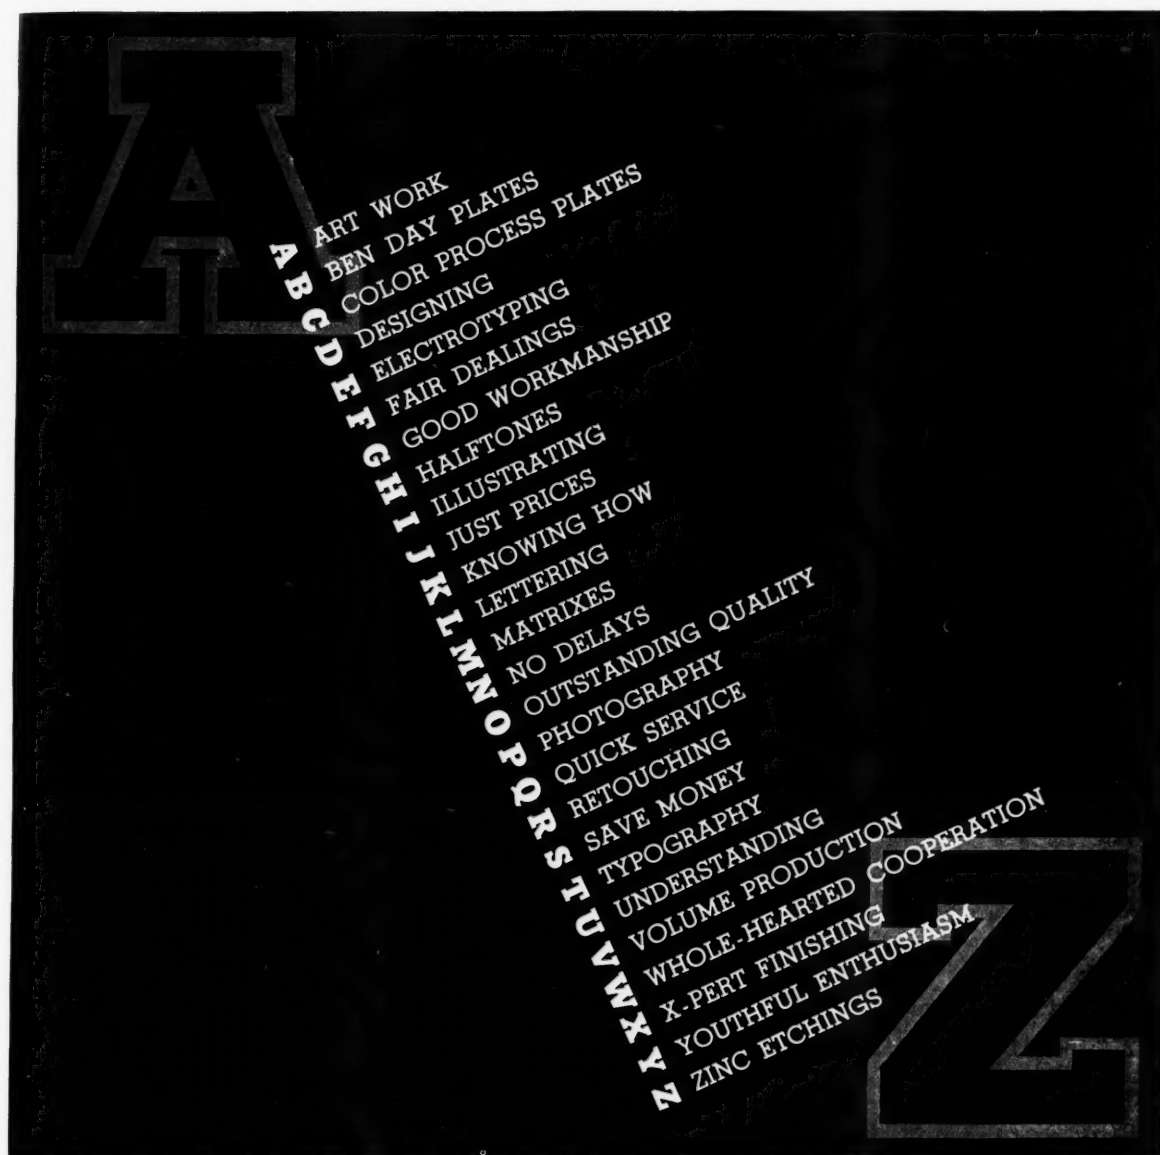 A
A ART WORK
B BEN DAY PLATES
C COLOR PROCESS PLATES
D DESIGNING
E ELECTROTYPING
F FAIR DEALINGS
G GOOD WORKMANSHIP
H HALFTONES
I ILLUSTRATING
J JUST PRICES
K KNOWING HOW
L LETTERING
M MATRIXES
N NO DELAYS
O OUTSTANDING QUALITY
P PHOTOGRAPHY
Q QUICK SERVICE
R RETOUCHING
S SAVE MONEY
T TYPOGRAPHY
U UNDERSTANDING
V VOLUME PRODUCTION
W WHOLE-HEARTED COOPERATION
X X-PERT FINISHING
Y YOUTHFUL ENTHUSIASM
Z ZINC ETCHINGS
Z